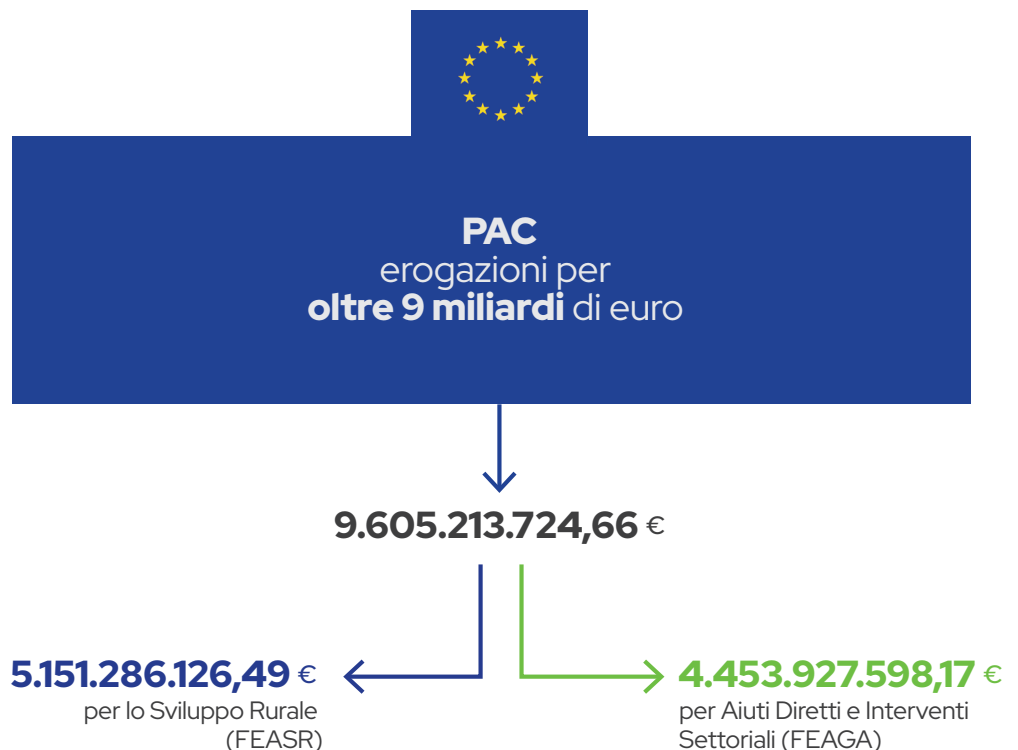 PAC
erogazioni per
oltre 9 miliardi di euro
9.605.213.724,66 €
5.151.286.126,49 €
per lo Sviluppo Rurale
(FEASR)
4.453.927.598,17 €
per Aiuti Diretti e Interventi
Settoriali (FEAGA)